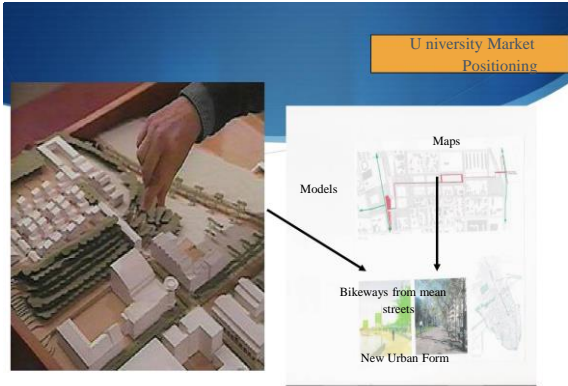 U niversity Market
Positioning
Maps
Models
Bikeways from mean
streets
New Urban Form